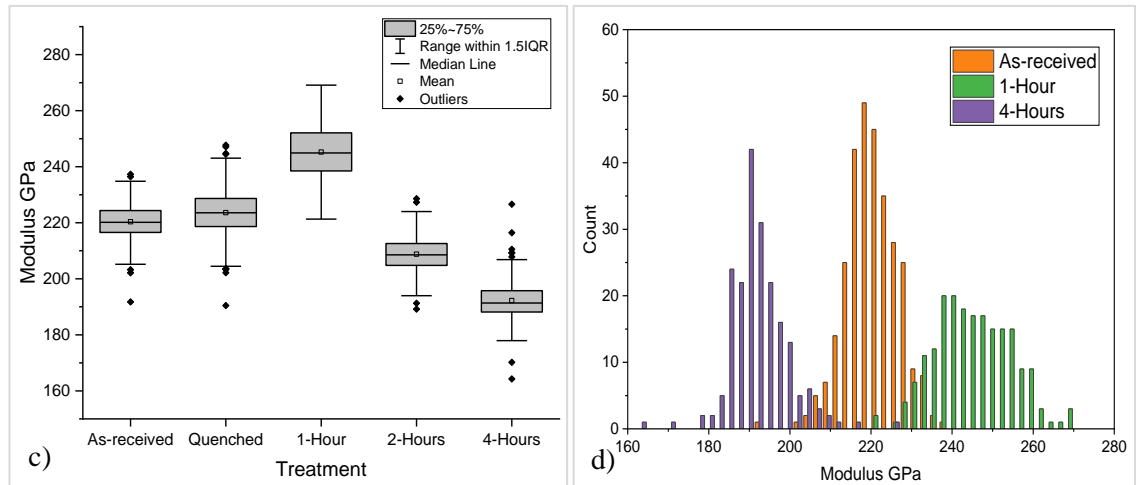 25%~75%
Range within 1.5IQR
Median Line
Mean
Outliers
280
260
240
220
200
180
160
Modulus GPa
As-received Quenched 1-Hour 2-Hours 4-Hours
Treatment
c)
As-received
1-Hour
4-Hours
60
50
40
30
20
10
0
Count
160 180 200 220 240 260 280
Modulus GPa
d)